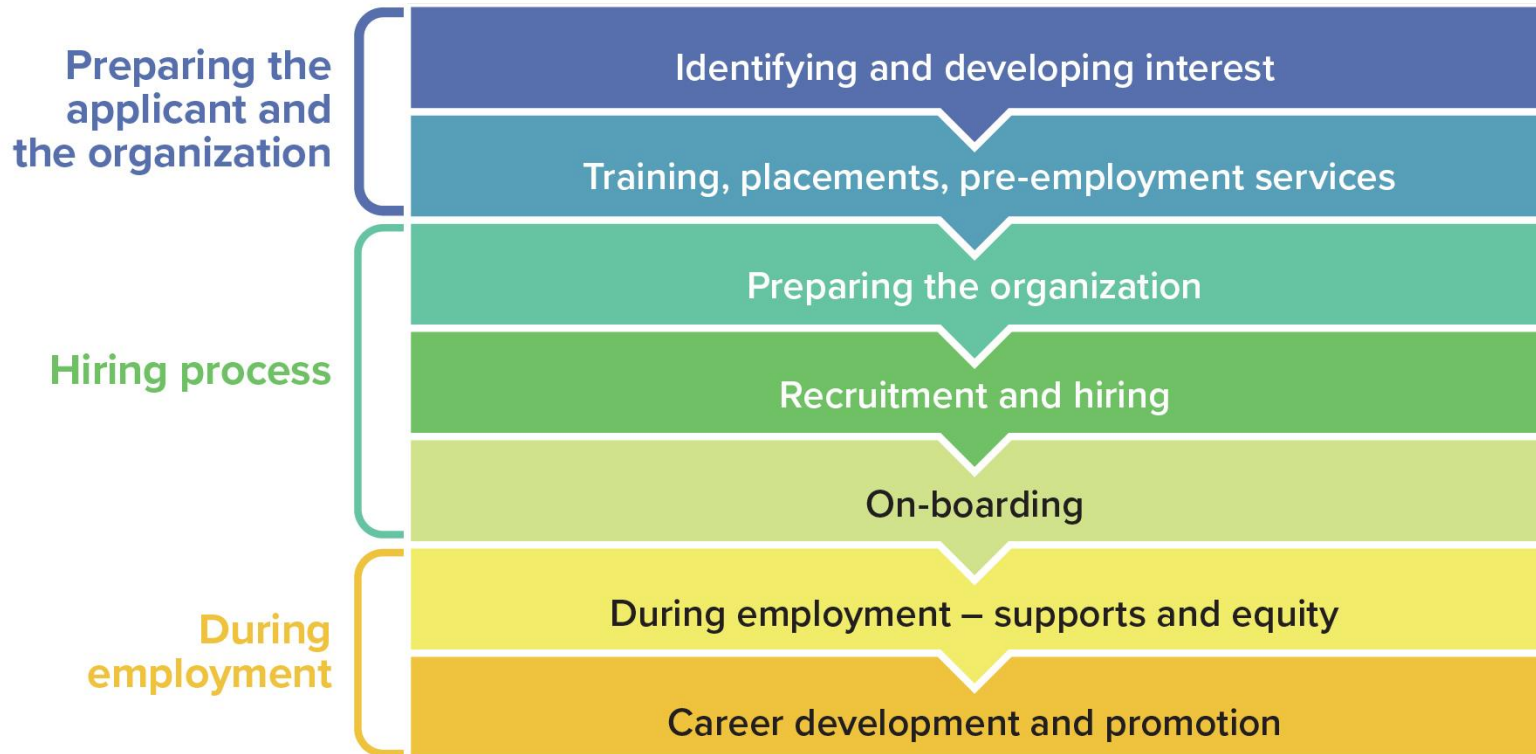 Preparing the
applicant and
the organization
Identifying and developing interest
Training, placements, pre-employment services
Hiring process
Preparing the organization
Recruitment and hiring
On-boarding
During
employment
During employment – supports and equity
Career development and promotion